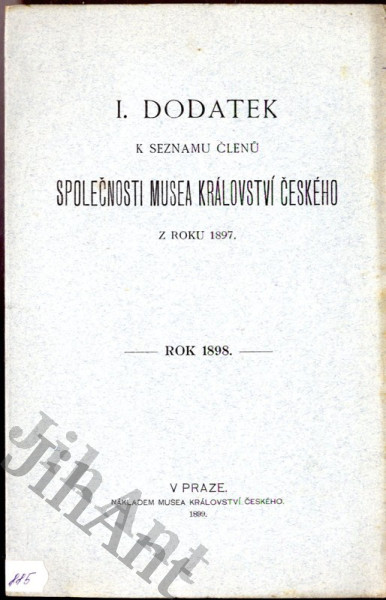 I. DODATEK
K SEZNAMU ČLENŮ
SPOLEČNOSTI MUSEA KRÁLOVSTVÍ ČESKÉHO
Z ROKU 1897.
ROK 1898.
V PRAZE.
NÁKLADEM MUSEA KRÁLOVSTVÍ ČESKÉHO.
1899.
JihAnt
885